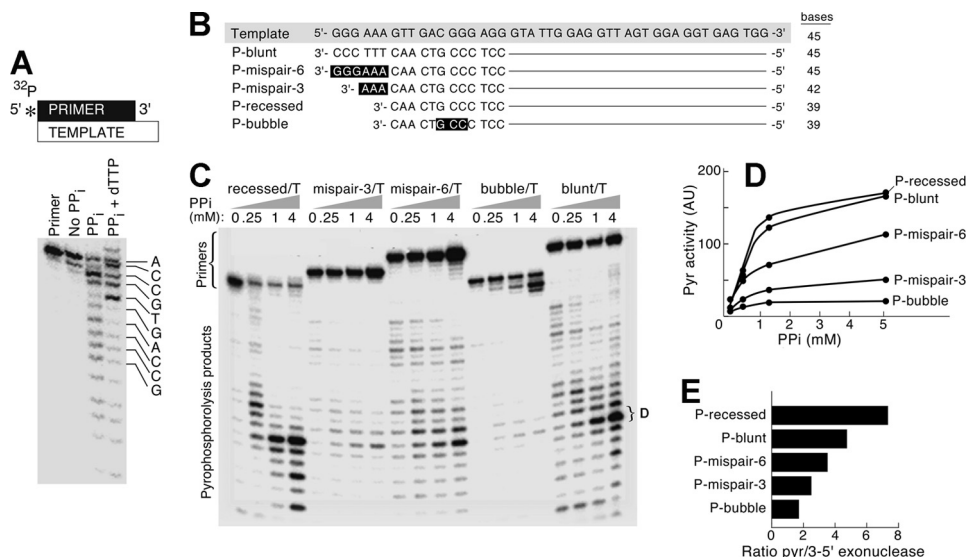 A
32P
5' * PRIMER 3'
TEMPLATE
Primer
No PPi
PPi
PPi + dTTP
A
C
C
G
T
G
A
C
C
G
B
bases
Template 5'- GGG AAA GTT GAC GGG AGG GTA TTG GAG GTT AGT GGA GGT GAG TGG -3' 45
P-blunt 3'- CCC TTT CAA CTG CCC TCC -5' 45
P-mispair-6 3'- GGGAAA CAA CTG CCC TCC -5' 45
P-mispair-3 3'- AAA CAA CTG CCC TCC -5' 42
P-recessed 3'- CAA CTG CCC TCC -5' 39
P-bubble 3'- CAA CTG CCC TCC -5' 39
C
recessed/T mispair-3/T mispair-6/T bubble/T blunt/T
PPi
(mM): 0 .25 1 4 0 .25 1 4 0 .25 1 4 0 .25 1 4 0 .25 1 4
Primers
Pyrophosphorolysis products
D
D
Pyr activity (AU)
200
100
0
1 2 3 4 5
PPi (mM)
P-recessed
P-blunt
P-mispair-6
P-mispair-3
P-bubble
E
P-recessed
P-blunt
P-mispair-6
P-mispair-3
P-bubble
0 2 4 6 8
Ratio pyr/3-5' exonuclease